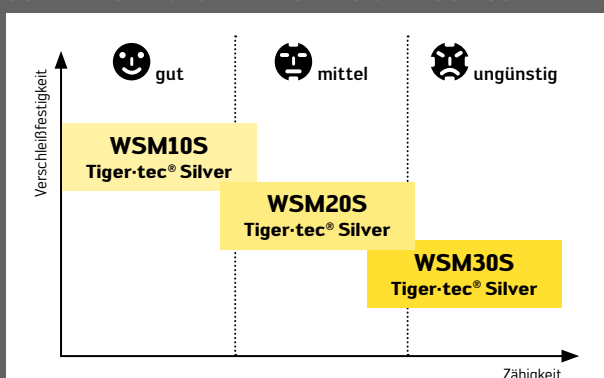 gut
mittel
ungünstig
Verschleißfestigkeit
WSM10S
Tiger·tec® Silver
WSM20S
Tiger·tec® Silver
WSM30S
Tiger·tec® Silver
Zähigkeit